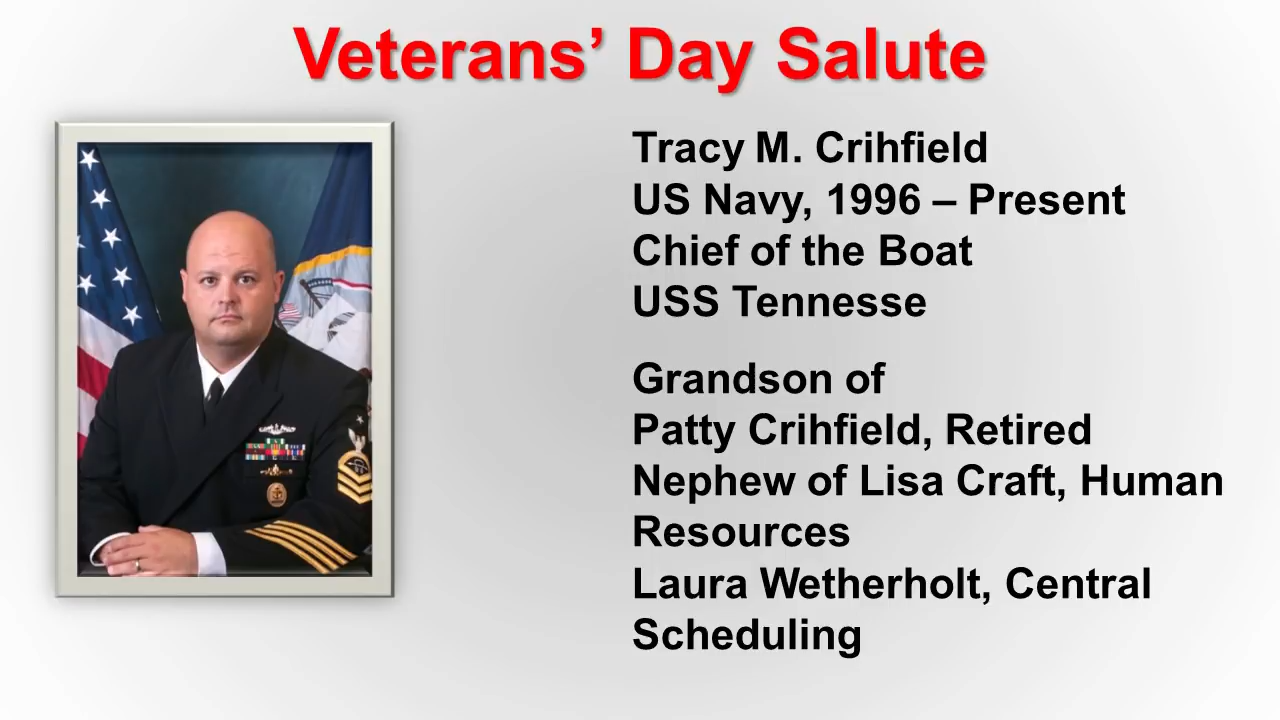 Veterans’ Day Salute
Tracy M. Crihfield
US Navy, 1996 – Present
Chief of the Boat
USS Tennesse
Grandson of
Patty Crihfield, Retired
Nephew of Lisa Craft, Human
Resources
Laura Wetherholt, Central
Scheduling